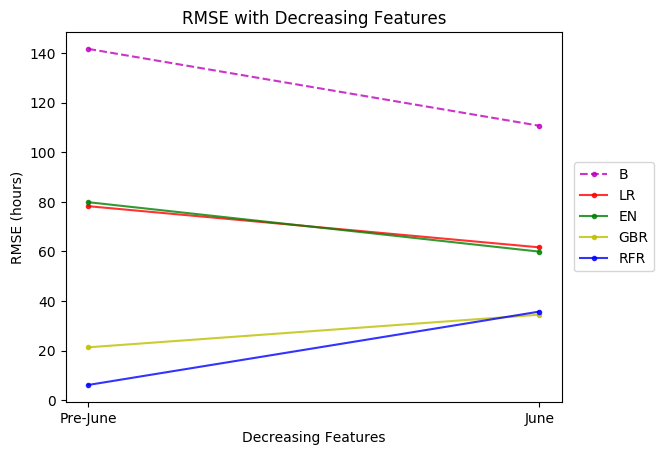 RMSE with Decreasing Features
RMSE (hours)
140
120
100
80
60
40
20
0
Pre-June
June
Decreasing Features
B
LR
EN
GBR
RFR